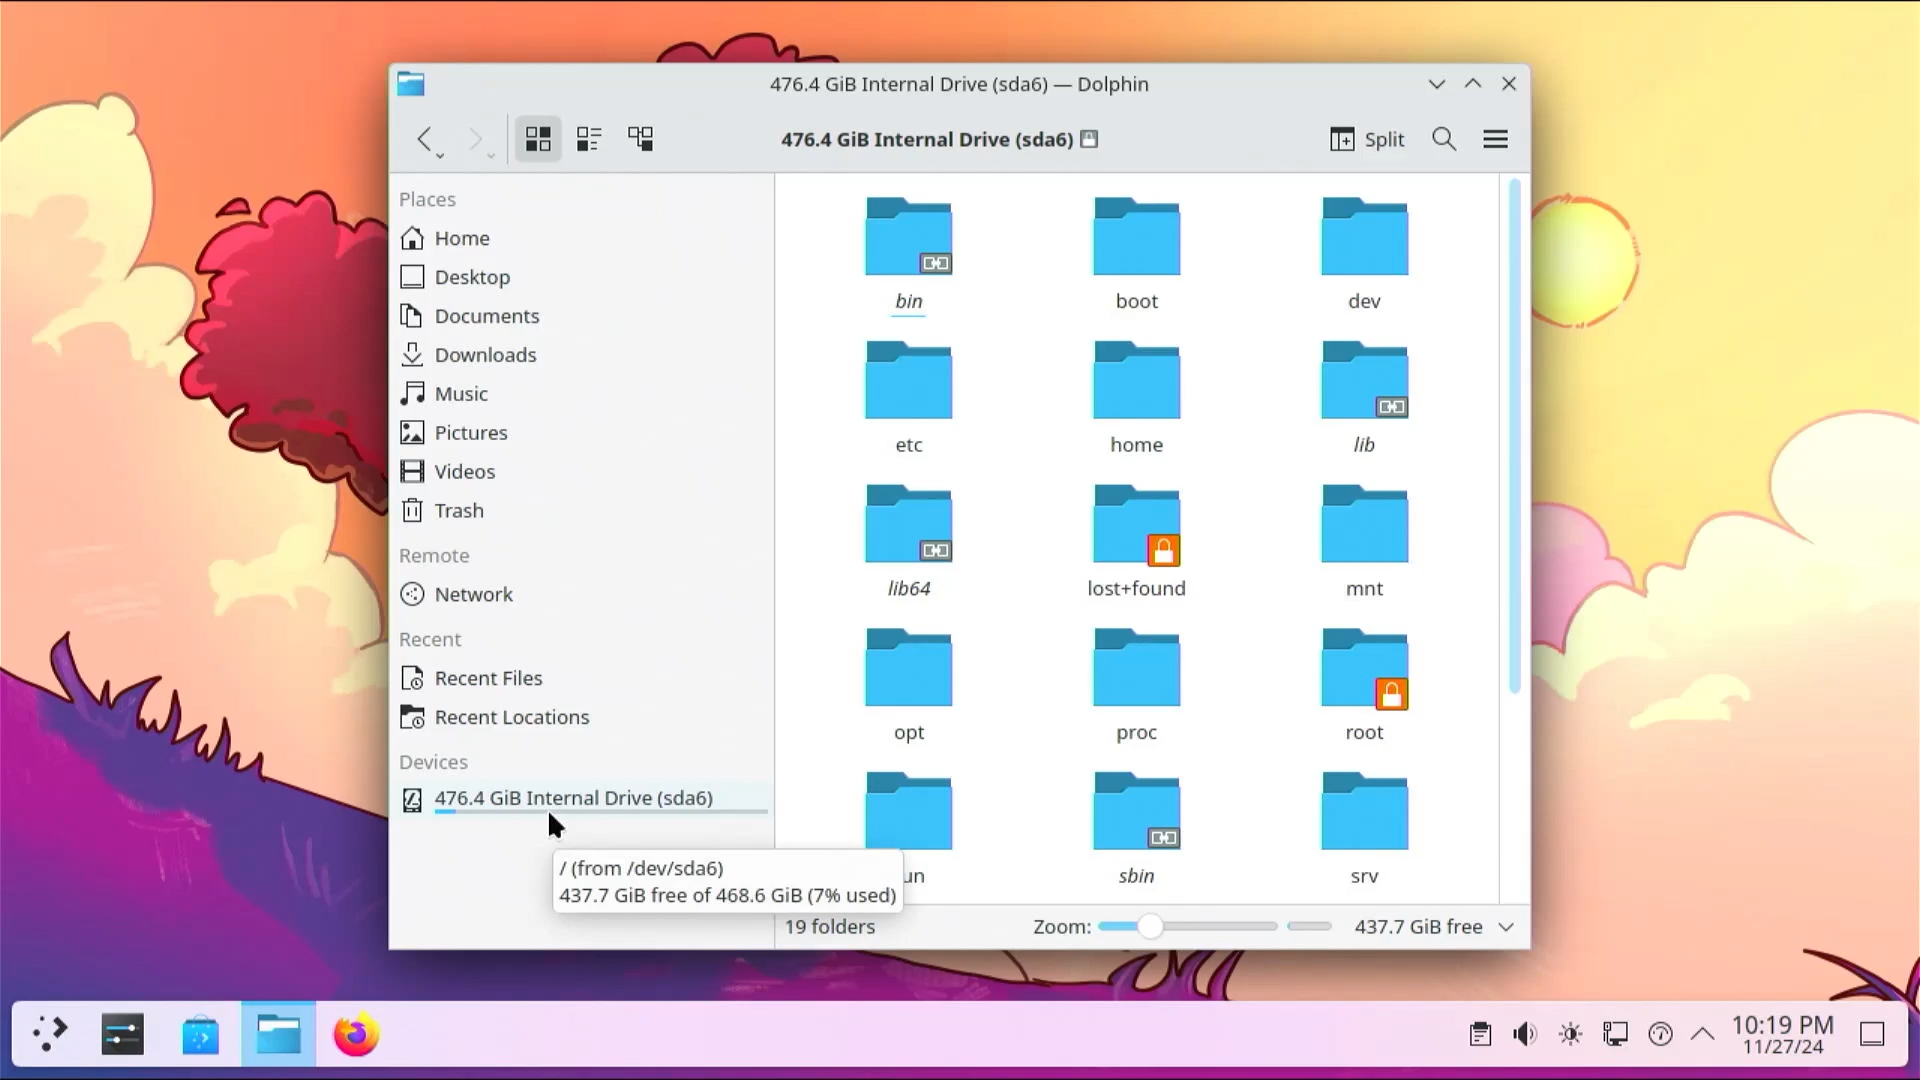 476.4 GiB Internal Drive (sda6) — Dolphin
476.4 GiB Internal Drive (sda6)
Split
Places
Home
Desktop
Documents
Downloads
Music
Pictures
Videos
Trash
Remote
Network
Recent
Recent Files
Recent Locations
Devices
476.4 GiB Internal Drive (sda6)
/ (from /dev/sda6)
437.7 GiB free of 468.6 GiB (7% used)
bin
boot
dev
etc
home
lib
lib64
lost+found
mnt
opt
proc
root
un
sbin
srv
19 folders
Zoom:
437.7 GiB free
10:19 PM
11/27/24